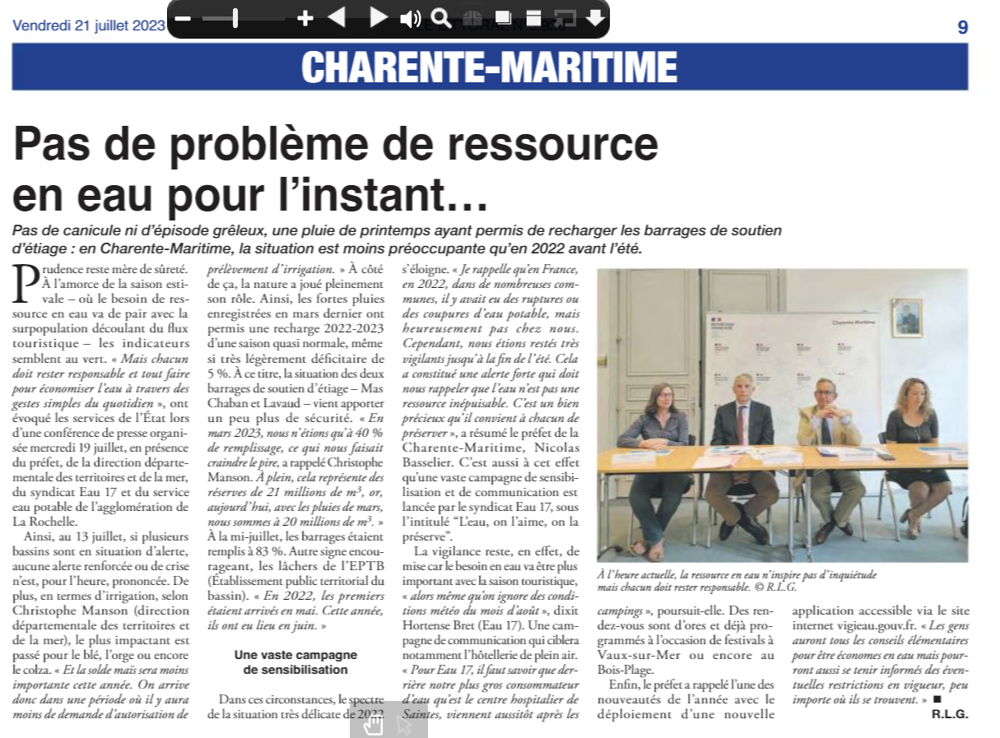 Vendredi 21 juillet 2023
9
CHARENTE-MARITIME
Pas de problème de ressource
en eau pour l’instant…
Pas de canicule ni d’épisode grêleux, une pluie de printemps ayant permis de recharger les barrages de soutien
d’étiage : en Charente-Maritime, la situation est moins préoccupante qu’en 2022 avant l’été.
Prudence reste mère de sûreté.
À l’amorce de la saison esti-
vale – où le besoin de res-
source en eau va de pair avec la
surpopulation découlant du flux
touristique – les indicateurs
semblent au vert. « Mais chacun
doit rester responsable et tout faire
pour économiser l’eau à travers des
gestes simples du quotidien », ont
évoqué les services de l’État lors
d’une conférence de presse organi-
sée mercredi 19 juillet, en présence
du préfet, de la direction départe-
mentale des territoires et de la mer,
du syndicat Eau 17 et du service
eau potable de l’agglomération de
La Rochelle.
Ainsi, au 13 juillet, si plusieurs
bassins sont en situation d’alerte,
aucune alerte renforcée ou de crise
n’est, pour l’heure, prononcée. De
plus, en termes d’irrigation, selon
Christophe Manson (direction
départementale des territoires et
de la mer), le plus impactant est
passé pour le blé, l’orge ou encore
le colza. « Et la solde maïs sera moins
importante cette année. On arrive
donc dans une période où il y aura
moins de demande d’autorisation de
prélèvement d’irrigation. » À côté
de ça, la nature a joué pleinement
son rôle. Ainsi, les fortes pluies
enregistrées en mars dernier ont
permis une recharge 2022-2023
d’une saison quasi normale, même
si très légèrement déficitaire de
5 %. À ce titre, la situation des deux
barrages de soutien d’étiage – Mas
Chaban et Lavaud – vient apporter
un peu plus de sécurité. « En
mars 2023, nous n’étions qu’à 40 %
de remplissage, ce qui nous faisait
craindre le pire, a rappelé Christophe
Manson. À plein, cela représente des
réserves de 21 millions de m³, or,
aujourd’hui, avec les pluies de mars,
nous sommes à 20 millions de m³. »
À la mi-juillet, les barrages étaient
remplis à 83 %. Autre signe encou-
rageant, les lâchers de l’EPTB
(Établissement public territorial du
bassin). « En 2022, les premiers
étaient arrivés en mai. Cette année,
ils ont eu lieu en juin. »
Une vaste campagne
de sensibilisation
Dans ces circonstances, le spectre
de la situation très délicate de 2022
s’éloigne. « Je rappelle qu’en France,
en 2022, dans de nombreuses com-
munes, il y avait eu des ruptures ou
des coupures d’eau potable, mais
heureusement pas chez nous.
Cependant, nous étions restés très
vigilants jusqu’à la fin de l’été. Cela
a constitué une alerte forte qui doit
nous rappeler que l’eau n’est pas une
ressource inépuisable. C’est un bien
précieux qu’il convient à chacun de
préserver », a résumé le préfet de la
Charente-Maritime, Nicolas
Basselier. C’est aussi à cet effet
qu’une vaste campagne de sensibi-
lisation et de communication est
lancée par le syndicat Eau 17, sous
l’intitulé “L’eau, on l’aime, on la
préserve”.
La vigilance reste, en effet, de
mise car le besoin en eau va être plus
important avec la saison touristique,
« alors même qu’on ignore des condi-
tions météo du mois d’août », dixit
Hortense Bret (Eau 17). Une cam-
pagne de communication qui ciblera
notamment l’hôtellerie de plein air.
« Pour Eau 17, il faut savoir que der-
rière notre plus gros consommateur
d’eau qu’est le centre hospitalier de
Saintes, viennent aussitôt après les
RÉPUBLIQUE
FRANÇAISE
Charente Maritime
À l’heure actuelle, la ressource en eau n’inspire pas d’inquiétude
mais chacun doit rester responsable. © R.L.G.
campings », poursuit-elle. Des ren-
dez-vous sont d’ores et déjà pro-
grammés à l’occasion de festivals à
Vaux-sur-Mer ou encore au
Bois-Plage.
Enfin, le préfet a rappelé l’une des
nouveautés de l’année avec le
déploiement d’une nouvelle
application accessible via le site
internet vigieau.gouv.fr. « Les gens
auront tous les conseils élémentaires
pour être économes en eau mais pour-
ront aussi se tenir informés des éven-
tuelles restrictions en vigueur, peu
importe où ils se trouvent. » ■
R.L.G.